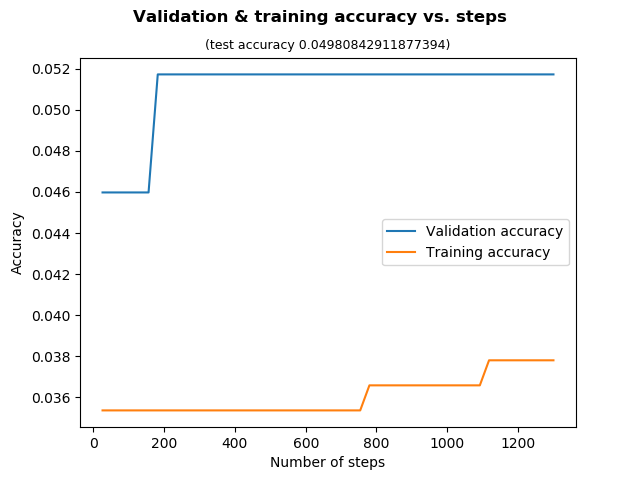 Validation & training accuracy vs. steps
(test accuracy 0.04980842911877394)
0.052
0.050
0.048
0.046
0.044
0.042
0.040
0.038
0.036
Accuracy
Validation accuracy
Training accuracy
0
200
400
600
800
1000
1200
Number of steps